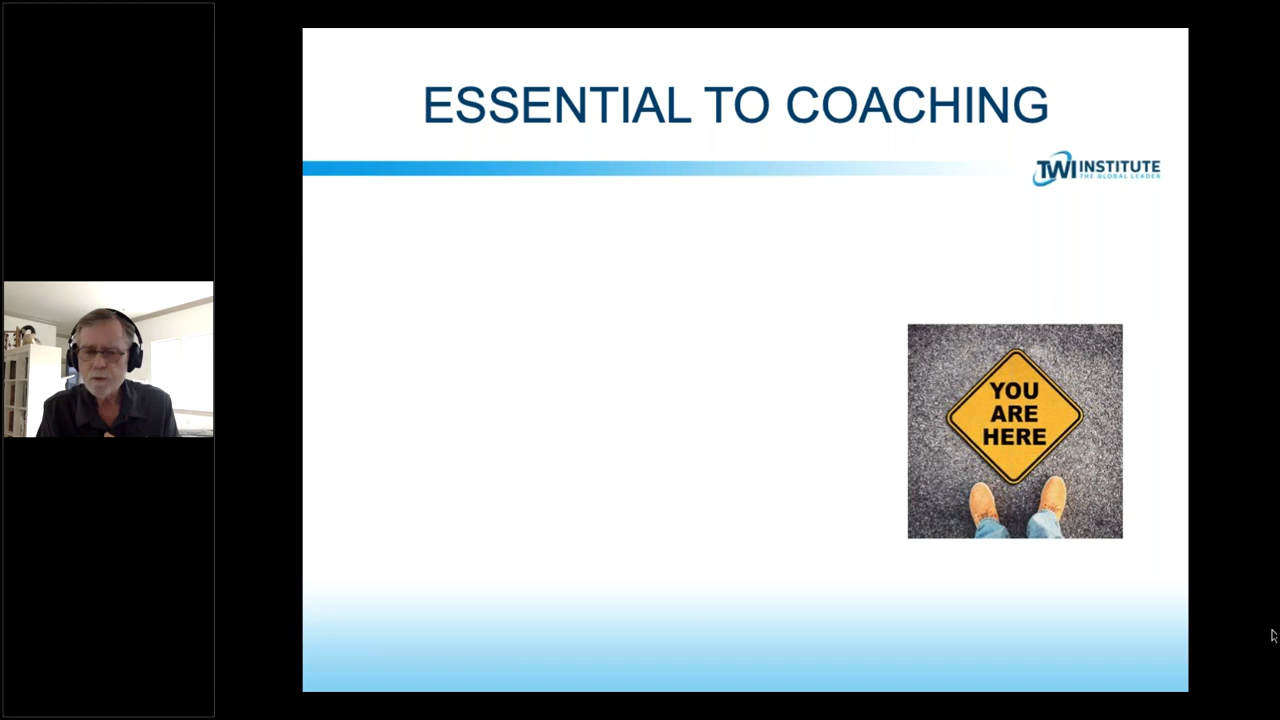 ESSENTIAL TO COACHING
TWI INSTITUTE
THE GLOBAL LEADER
YOU
ARE
HERE